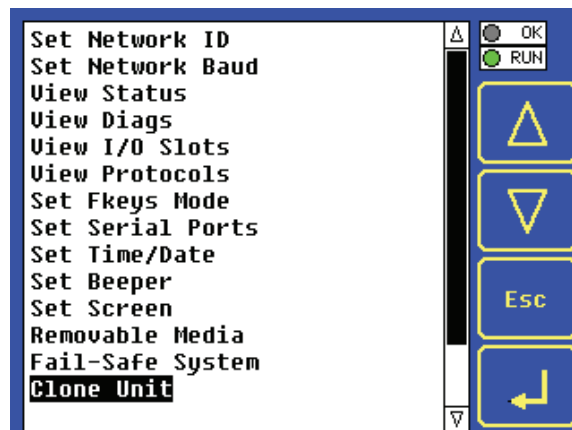 Set Network ID
Set Network Baud
View Status
View Diags
View I/O Slots
View Protocols
Set Fkeys Mode
Set Serial Ports
Set Time/Date
Set Beeper
Set Screen
Removable Media
Fail-Safe System
Clone Unit
OK
RUN
Esc